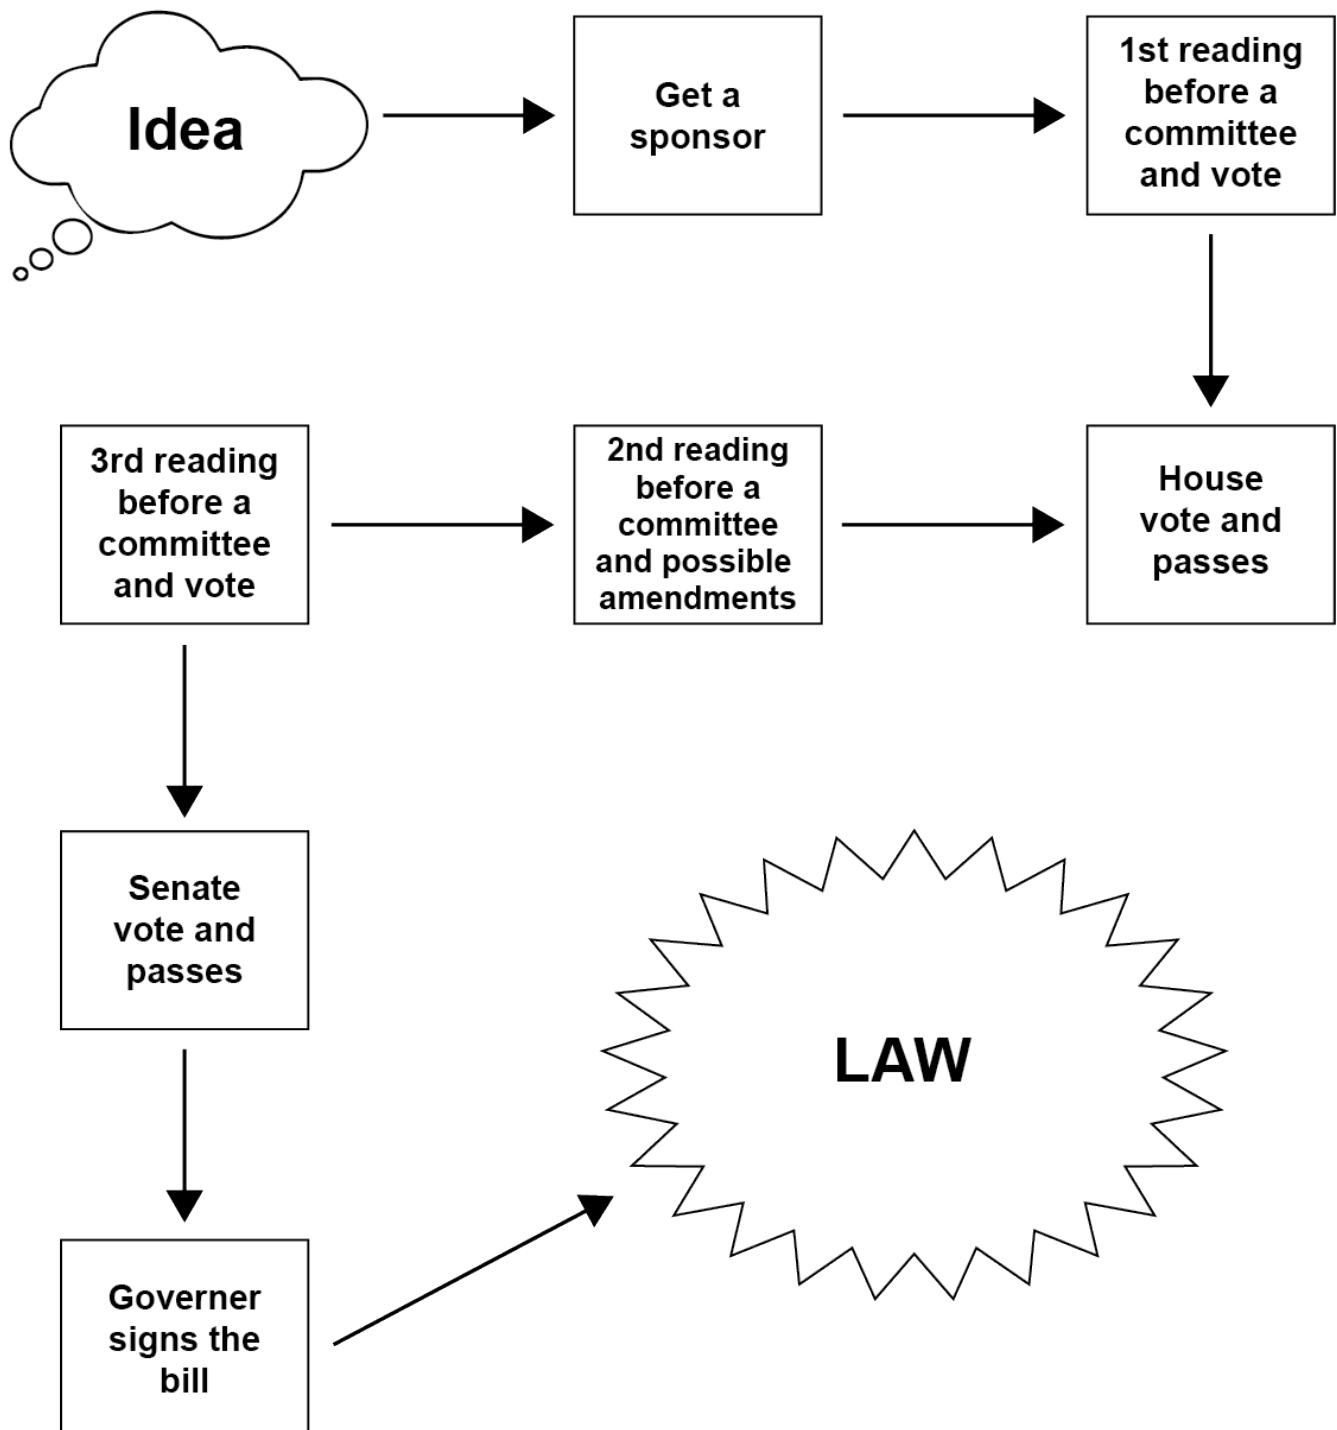 Idea
Get a
sponsor
1st reading
before a
committee
and vote
3rd reading
before a
committee
and vote
2nd reading
before a
committee
and possible
amendments
House
vote and
passes
Senate
vote and
passes
LAW
Governer
signs the
bill